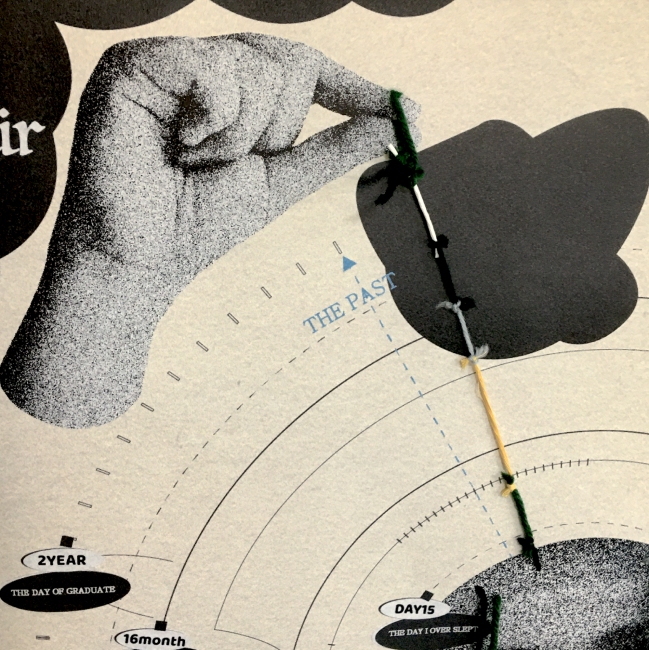 ir
THE PAST
2YEAR
THE DAY OF GRADUATE
DAY15
THE DAY I OVER SLEPT
16month